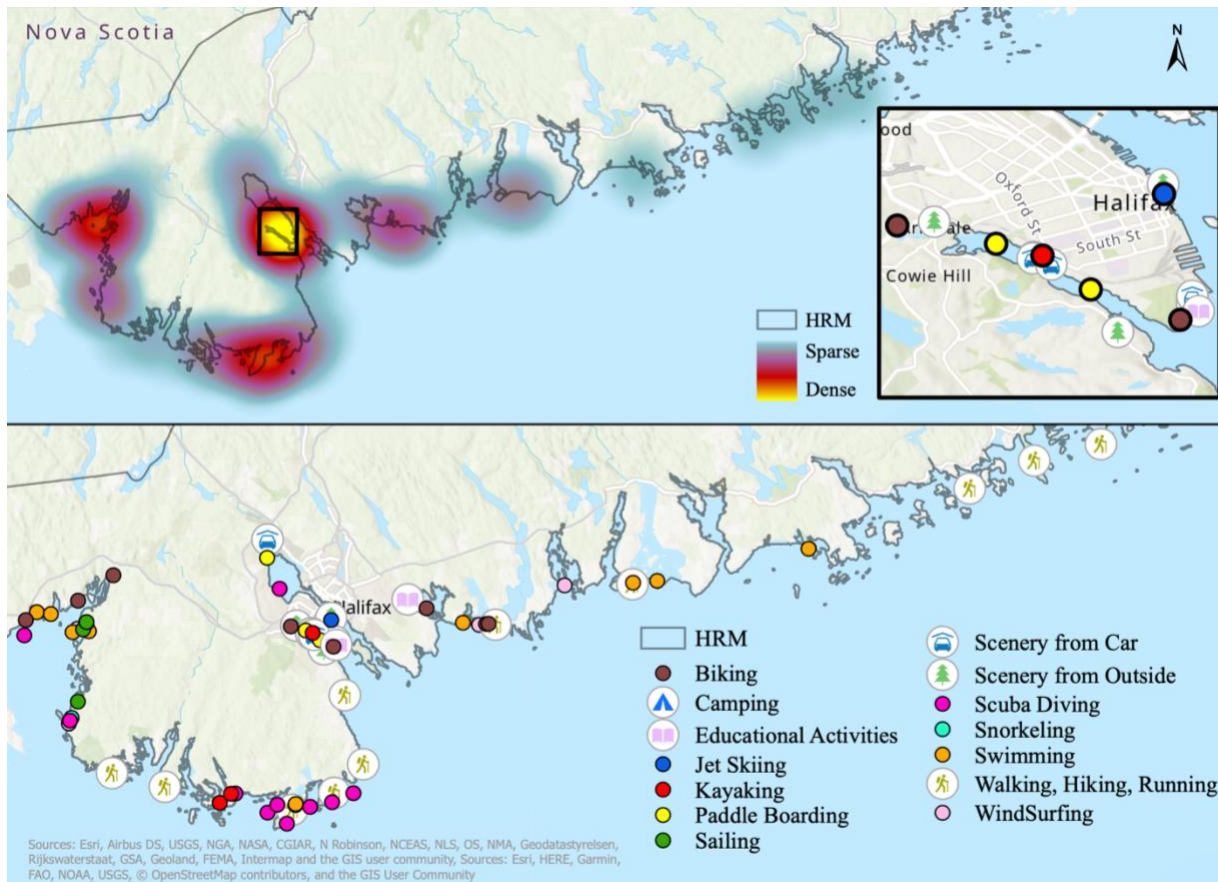 Nova Scotia
N
ood
Oxford St
Halifax
South St
Cowie Hill
HRM
Sparse
Dense
Halifax
HRM
Biking
Camping
Educational Activities
Jet Skiing
Kayaking
Paddle Boarding
Sailing
Scenery from Car
Scenery from Outside
Scuba Diving
Snorkeling
Swimming
Walking, Hiking, Running
WindSurfing
Sources: Esri, Airbus DS, USGS, NGA, NASA, CGIAR, N Robinson, NCEAS, NLS, OS, NMA, Geodatastyrelsen,
Rijkswaterstaat, GSA, Geoland, FEMA, Intermap and the GIS user community, Sources: Esri, HERE, Garmin,
FAO, NOAA, USGS, © OpenStreetMap contributors, and the GIS User Community